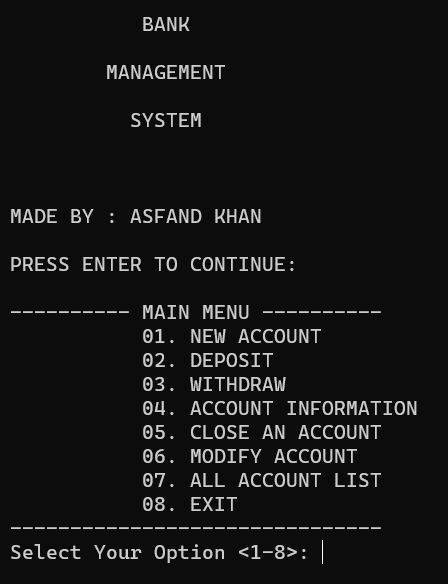 BANK
MANAGEMENT
SYSTEM
MADE BY : ASFAND KHAN
PRESS ENTER TO CONTINUE:
---------- MAIN MENU ----------
01. NEW ACCOUNT
02. DEPOSIT
03. WITHDRAW
04. ACCOUNT INFORMATION
05. CLOSE AN ACCOUNT
06. MODIFY ACCOUNT
07. ALL ACCOUNT LIST
08. EXIT
-------------------------------
Select Your Option <1-8>: